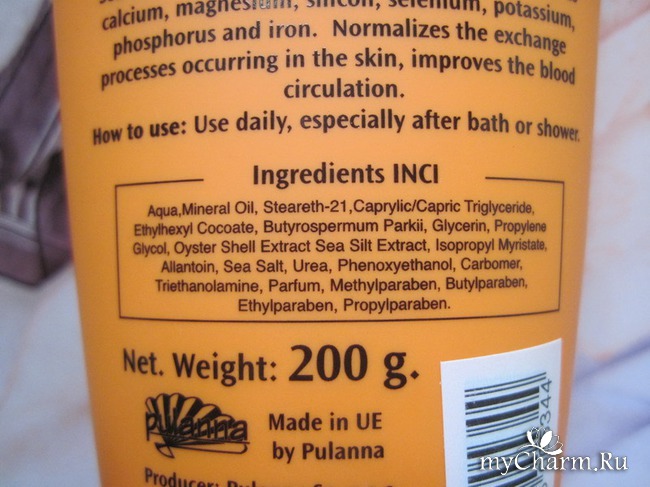 calcium, magnesium, silicon, selenium, potassium,
phosphorus and iron. Normalizes the exchange
processes occurring in the skin, improves the blood
circulation.
How to use: Use daily, especially after bath or shower.
Ingredients INCI
Aqua,Mineral Oil, Steareth-21,Caprylic/Capric Triglyceride,
Ethylhexyl Cocoate, Butyrospermum Parkii, Glycerin, Propylene
Glycol, Oyster Shell Extract Sea Silt Extract, Isopropyl Myristate,
Allantoin, Sea Salt, Urea, Phenoxyethanol, Carbomer,
Triethanolamine, Parfum, Methylparaben, Butylparaben,
Ethylparaben, Propylparaben.
Net. Weight: 200 g.
pulanna
Made in UE
by Pulanna
Producer:
344
myCharm.Ru